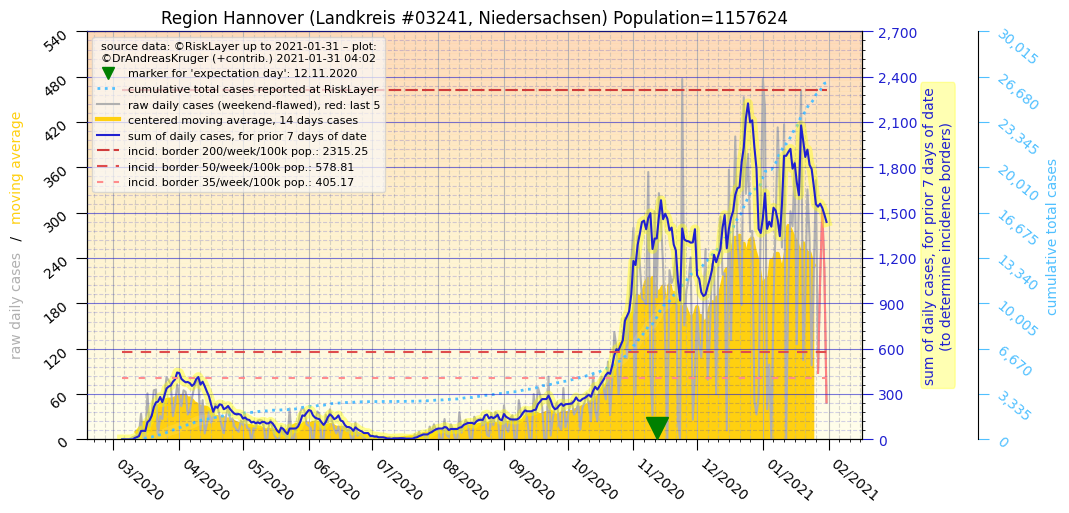 Region Hannover (Landkreis #03241, Niedersachsen) Population=1157624
source data: ©RiskLayer up to 2021-01-31 – plot:
©DrAndreasKruger (+contrib.) 2021-01-31 04:02
marker for 'expectation day': 12.11.2020
cumulative total cases reported at RiskLayer
raw daily cases (weekend-flawed), red: last 5
centered moving average, 14 days cases
sum of daily cases, for prior 7 days of date
incid. border 200/week/100k pop.: 2315.25
incid. border 50/week/100k pop.: 578.81
incid. border 35/week/100k pop.: 405.17
raw daily cases / moving average
540
480
420
360
300
240
180
120
60
0
03/2020
04/2020
05/2020
06/2020
07/2020
08/2020
09/2020
10/2020
11/2020
12/2020
01/2021
02/2021
2,700
2,400
2,100
1,800
1,500
1,200
900
600
300
0
sum of daily cases, for prior 7 days of date
(to determine incidence borders)
30,015
26,680
23,345
20,010
16,675
13,340
10,005
6,670
3,335
0
cumulative total cases